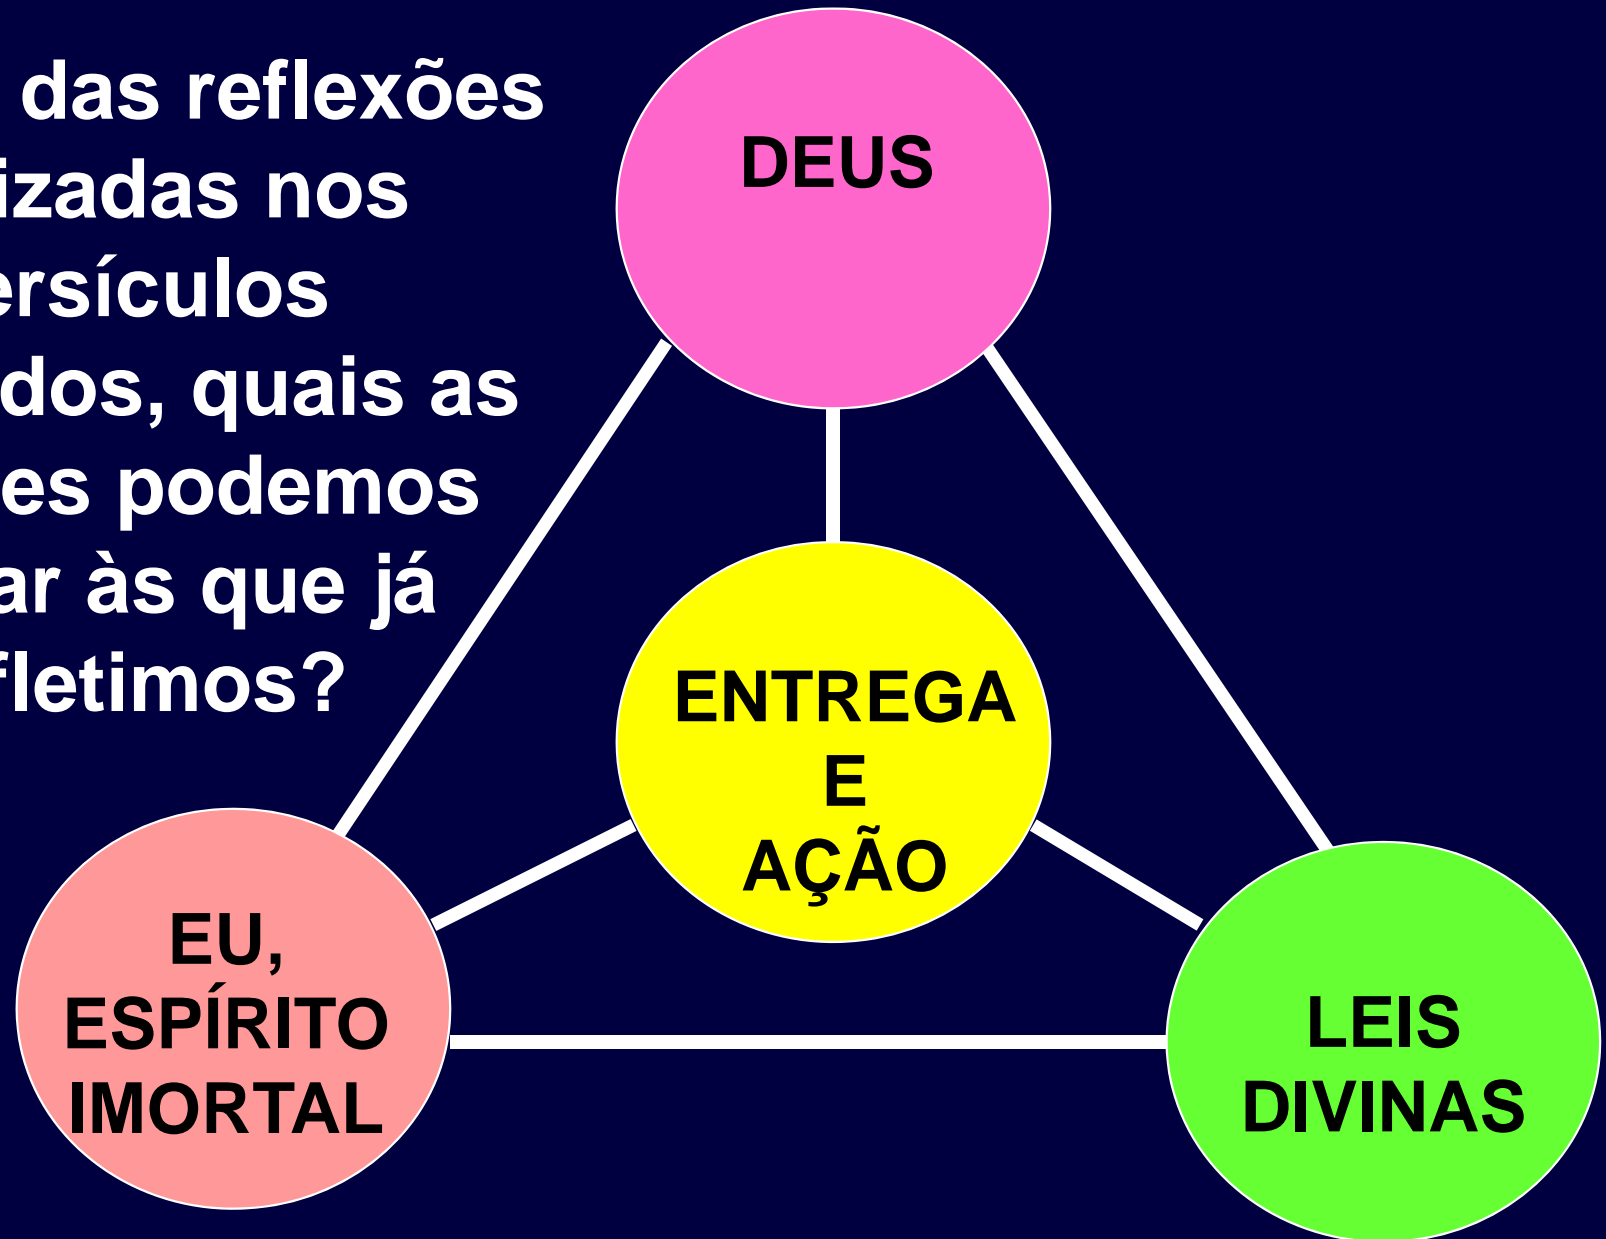 das reflexões
izadas nos
ersículos
dos, quais as
es podemos
ar às que já
fletimos?
DEUS
ENTREGA
E
AÇÃO
EU,
ESPÍRITO
IMORTAL
LEIS
DIVINAS